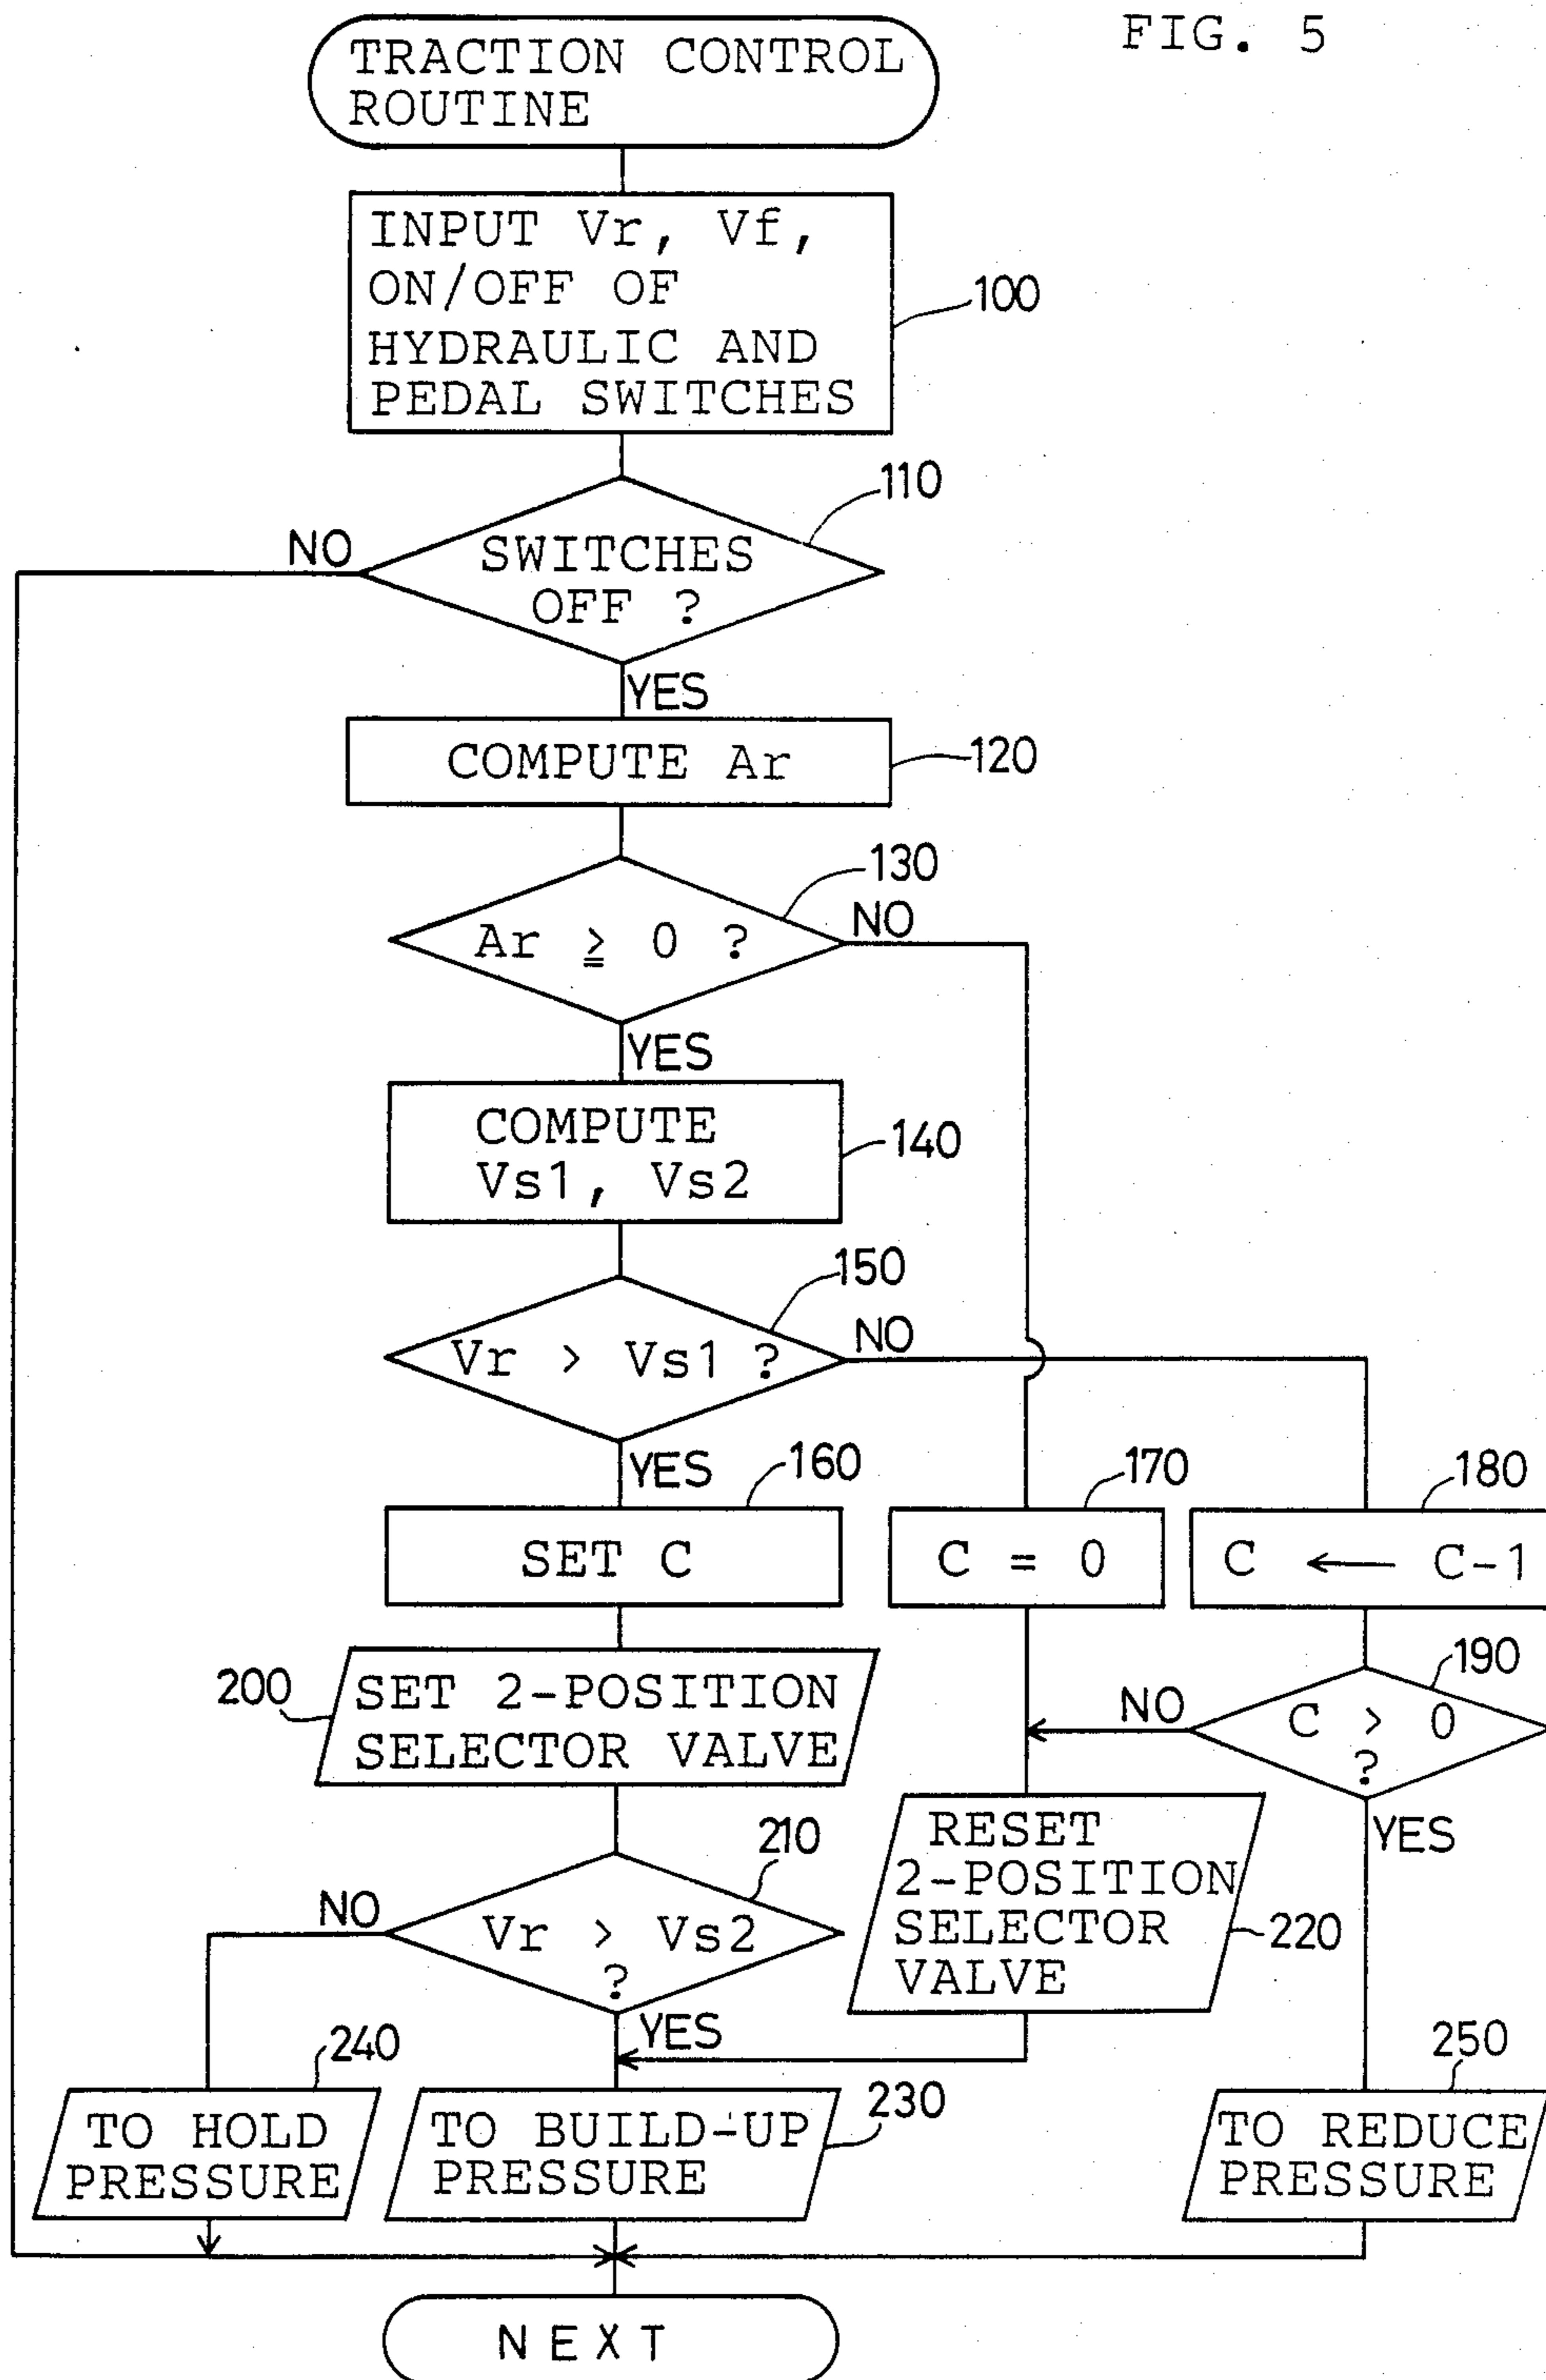 FIG. 5
TRACTION CONTROL
ROUTINE
INPUT Vr, Vf,
ON/OFF OF
HYDRAULIC AND
PEDAL SWITCHES
100
110
NO
SWITCHES
OFF ?
YES
COMPUTE Ar
120
130
Ar ≧ 0 ?
NO
YES
COMPUTE
Vs1, Vs2
140
150
Vr > Vs1 ?
NO
YES
160
170
180
SET C
C = 0
C ← C-1
190
200
SET 2-POSITION
SELECTOR VALVE
NO
C > 0
?
YES
210
RESET
2-POSITION
SELECTOR
VALVE
220
NO
Vr > Vs2
?
YES
240
230
250
TO HOLD
PRESSURE
TO BUILD-UP
PRESSURE
TO REDUCE
PRESSURE
NEXT